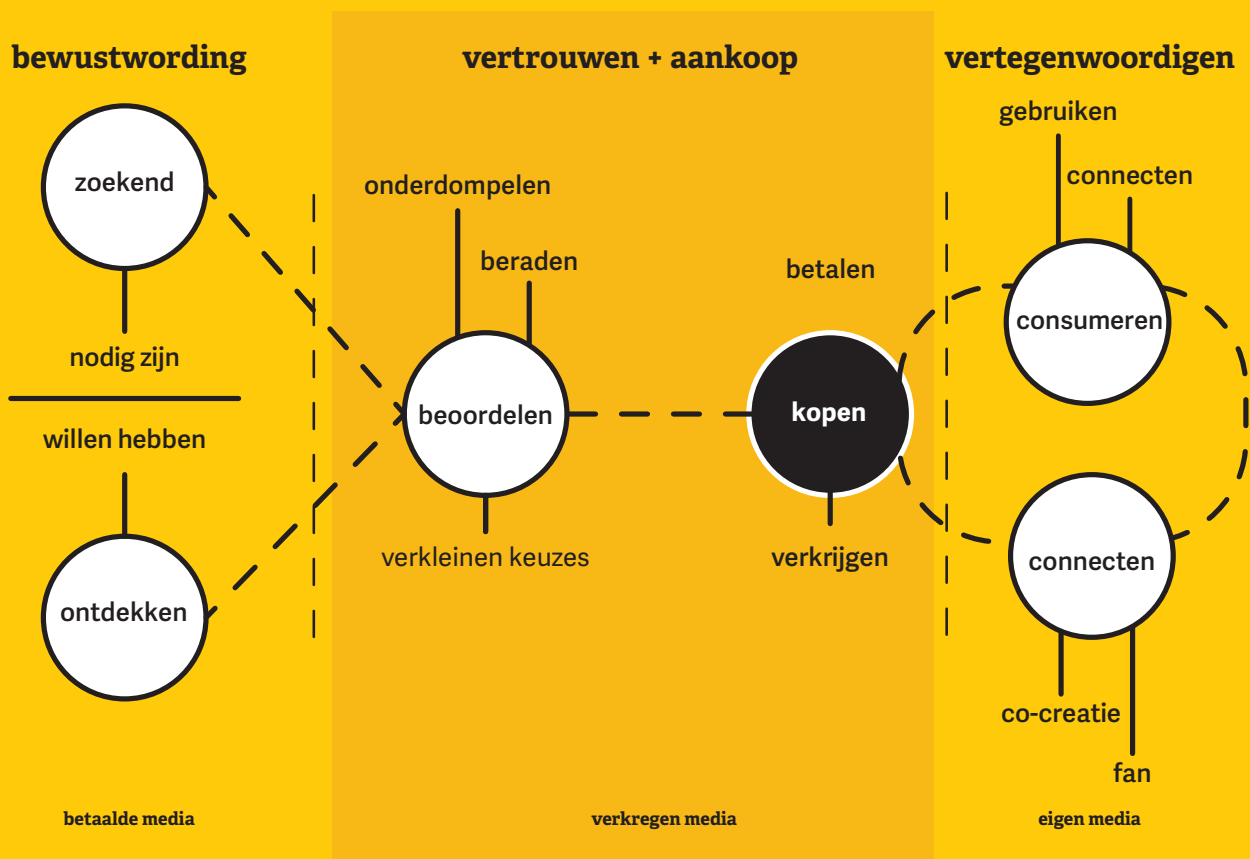 bewustwording
zoekend
nodig zijn
willen hebben
ontdekken
betaalde media
vertrouwen + aankoop
onderdompelen
beraden
beoordelen
verkleinen keuzes
betalen
kopen
verkrijgen
verkregen media
vertegenwoordigen
gebruiken
connecten
consumeren
connecten
co-creatie
fan
eigen media